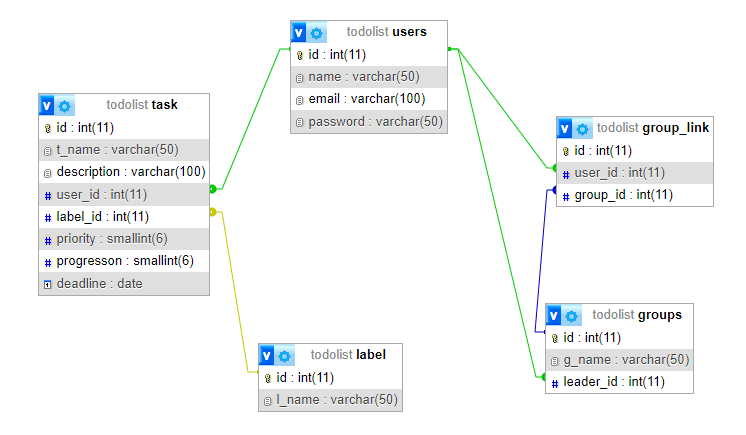 V todolist users
id : int(11)
name : varchar(50)
email : varchar(100)
password : varchar(50)
V todolist task
id : int(11)
t_name : varchar(50)
description : varchar(100)
# user_id : int(11)
# label_id : int(11)
# priority : smallint(6)
# progresson : smallint(6)
deadline : date
V todolist group_link
id : int(11)
# user_id : int(11)
# group_id : int(11)
V todolist groups
id : int(11)
g_name : varchar(50)
# leader_id : int(11)
V todolist label
id : int(11)
l_name : varchar(50)